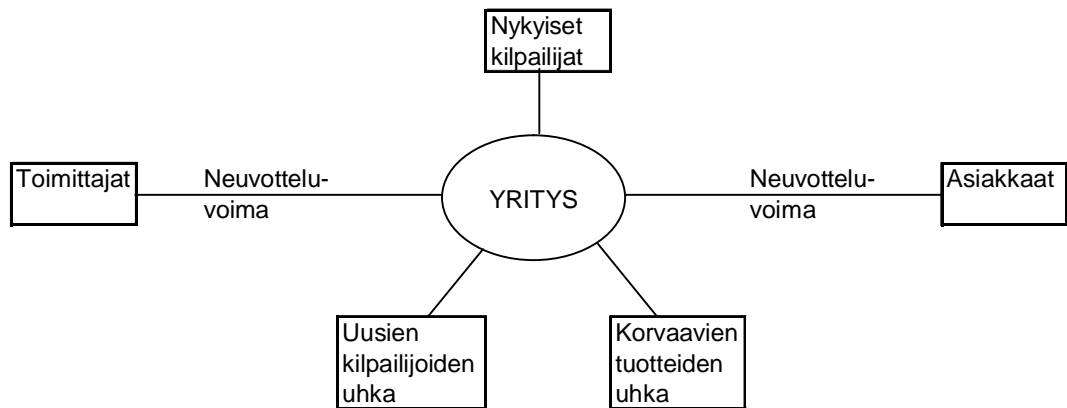 Nykyiset
kilpailijat
Toimittajat
Neuvottelu-
voima
YRITYS
Neuvottelu-
voima
Asiakkaat
Uusien
kilpailijoiden
uhka
Korvaavien
tuotteiden
uhka